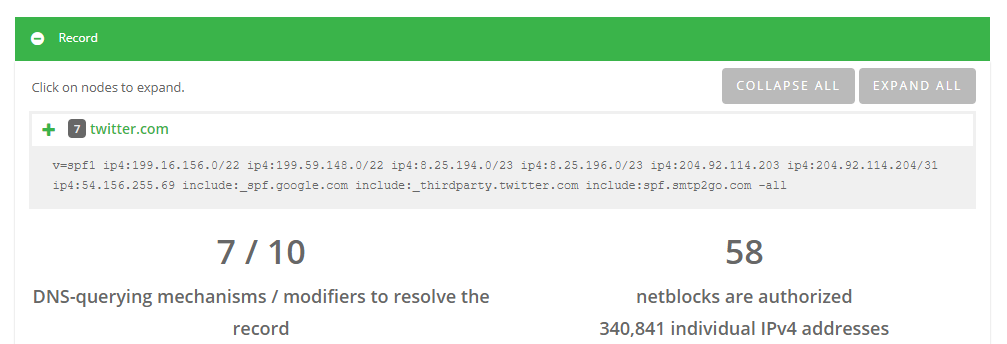 Record
Click on nodes to expand.
COLLAPSE ALL
EXPAND ALL
7 twitter.com
v=spf1 ip4:199.16.156.0/22 ip4:199.59.148.0/22 ip4:8.25.194.0/23 ip4:8.25.196.0/23 ip4:204.92.114.203 ip4:204.92.114.204/31
ip4:54.156.255.69 include:_spf.google.com include:_thirdparty.twitter.com include:spf.smtp2go.com -all
7 / 10
DNS-querying mechanisms / modifiers to resolve the
record
58
netblocks are authorized
340,841 individual IPv4 addresses